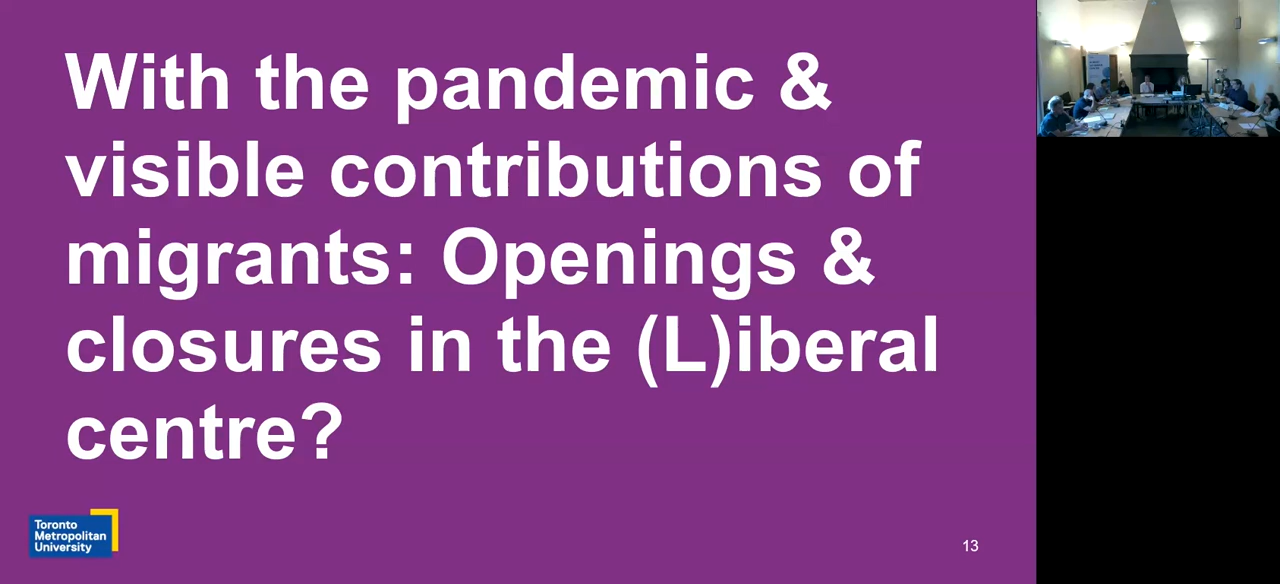 With the pandemic &
visible contributions of
migrants: Openings &
closures in the (L)iberal
centre?
Toronto
Metropolitan
University
13